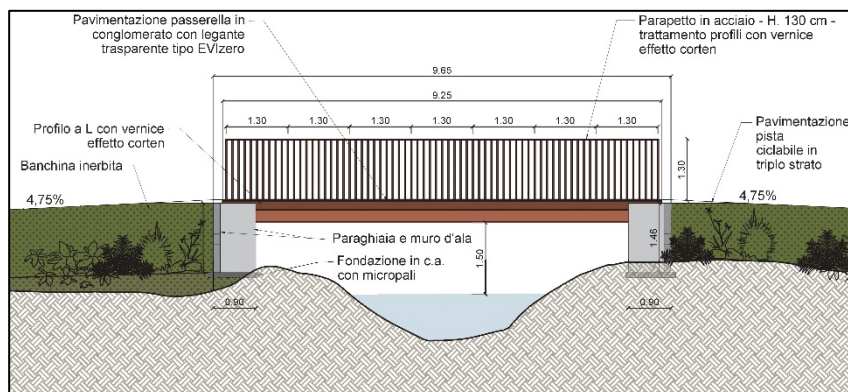 Pavimentazione passerella in
conglomerato con legante
trasparente tipo EVIzero
Parapetto in acciaio - H. 130 cm -
trattamento profili con vernice
effetto corten
9.65
9.25
1.30 1.30 1.30 1.30 1.30 1.30 1.30
Profilo a L con vernice
effetto corten
Banchina inerbita
Pavimentazione
pista
ciclabile in
triplo strato
1.30
4,75%
4,75%
Paraghiaia e muro d'ala
Fondazione in c.a.
con micropali
1.50
1.46
0.90
0.90